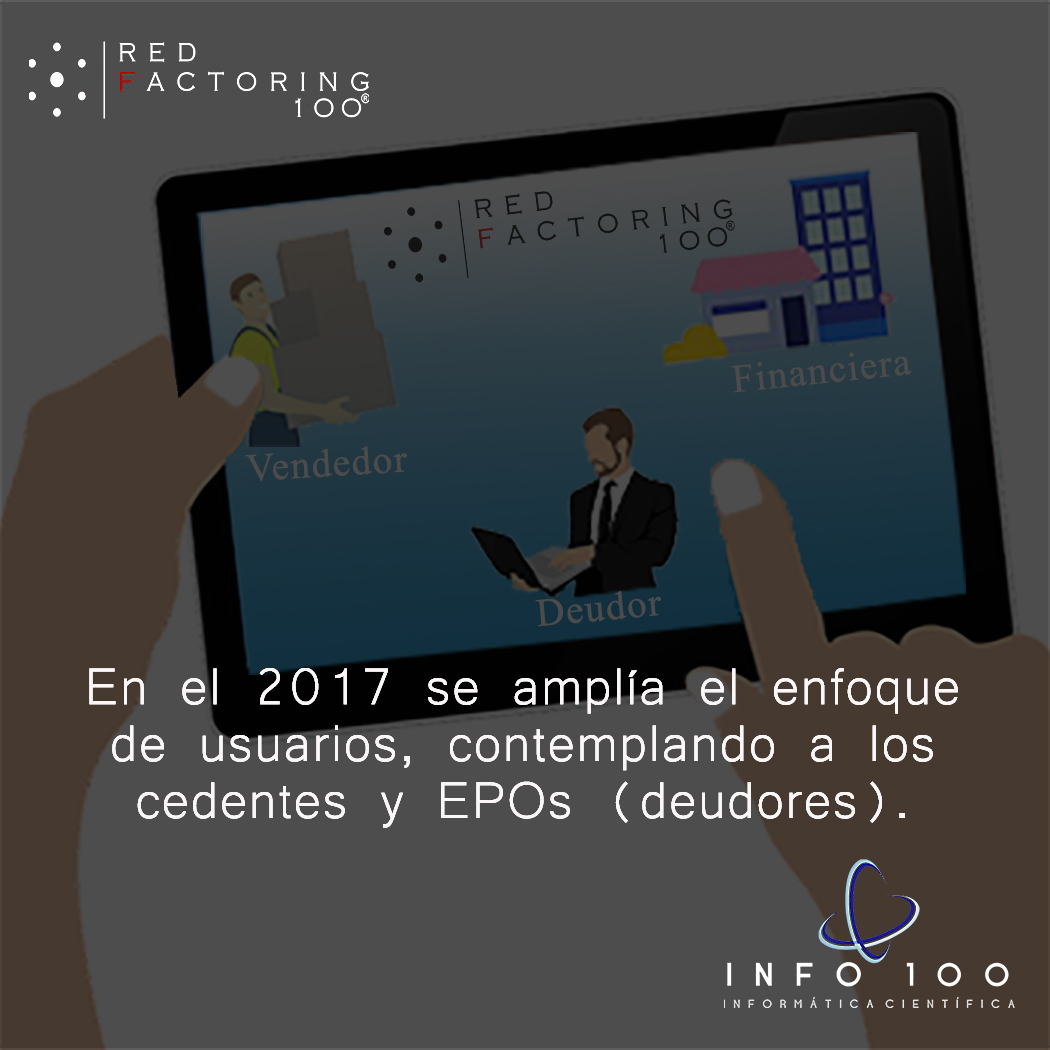 RED
FACTORING
100®
RED
FACTORING
100®
Financiera
Vendedor
Deudor
En el 2017 se amplía el enfoque
de usuarios, contemplando a los
cedentes y EPOs (deudores).
INFO 100
INFORMÁTICA CIENTÍFICA